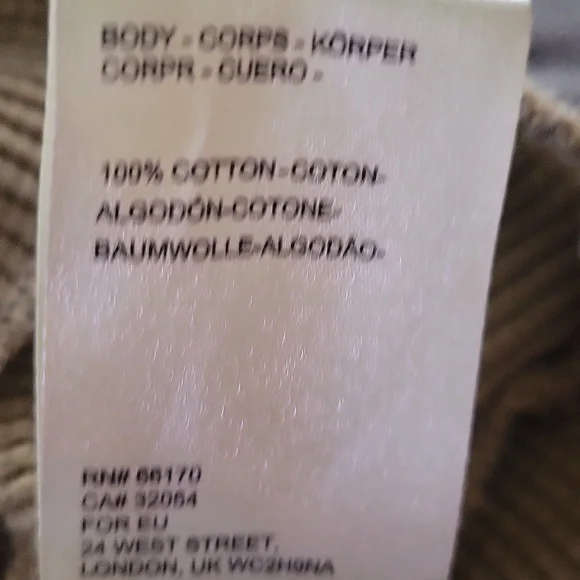 BODY - CORPS - KÖRPER
CORPR - CUERO -
100% COTTON-COTON-
ALGODÓN-COTONE-
BAUMWOLLE-ALGODÃO-
RN# 66170
CA# 32054
FOR EU
24 WEST STREET,
LONDON, UK WC2H9NA